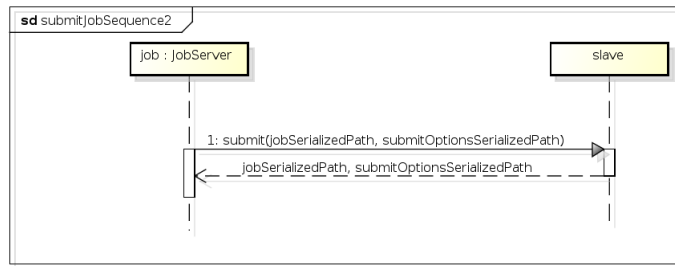 sd submitJobSequence2
job : JobServer
slave
1: submit(jobSerializedPath, submitOptionsSerializedPath)
jobSerializedPath, submitOptionsSerializedPath